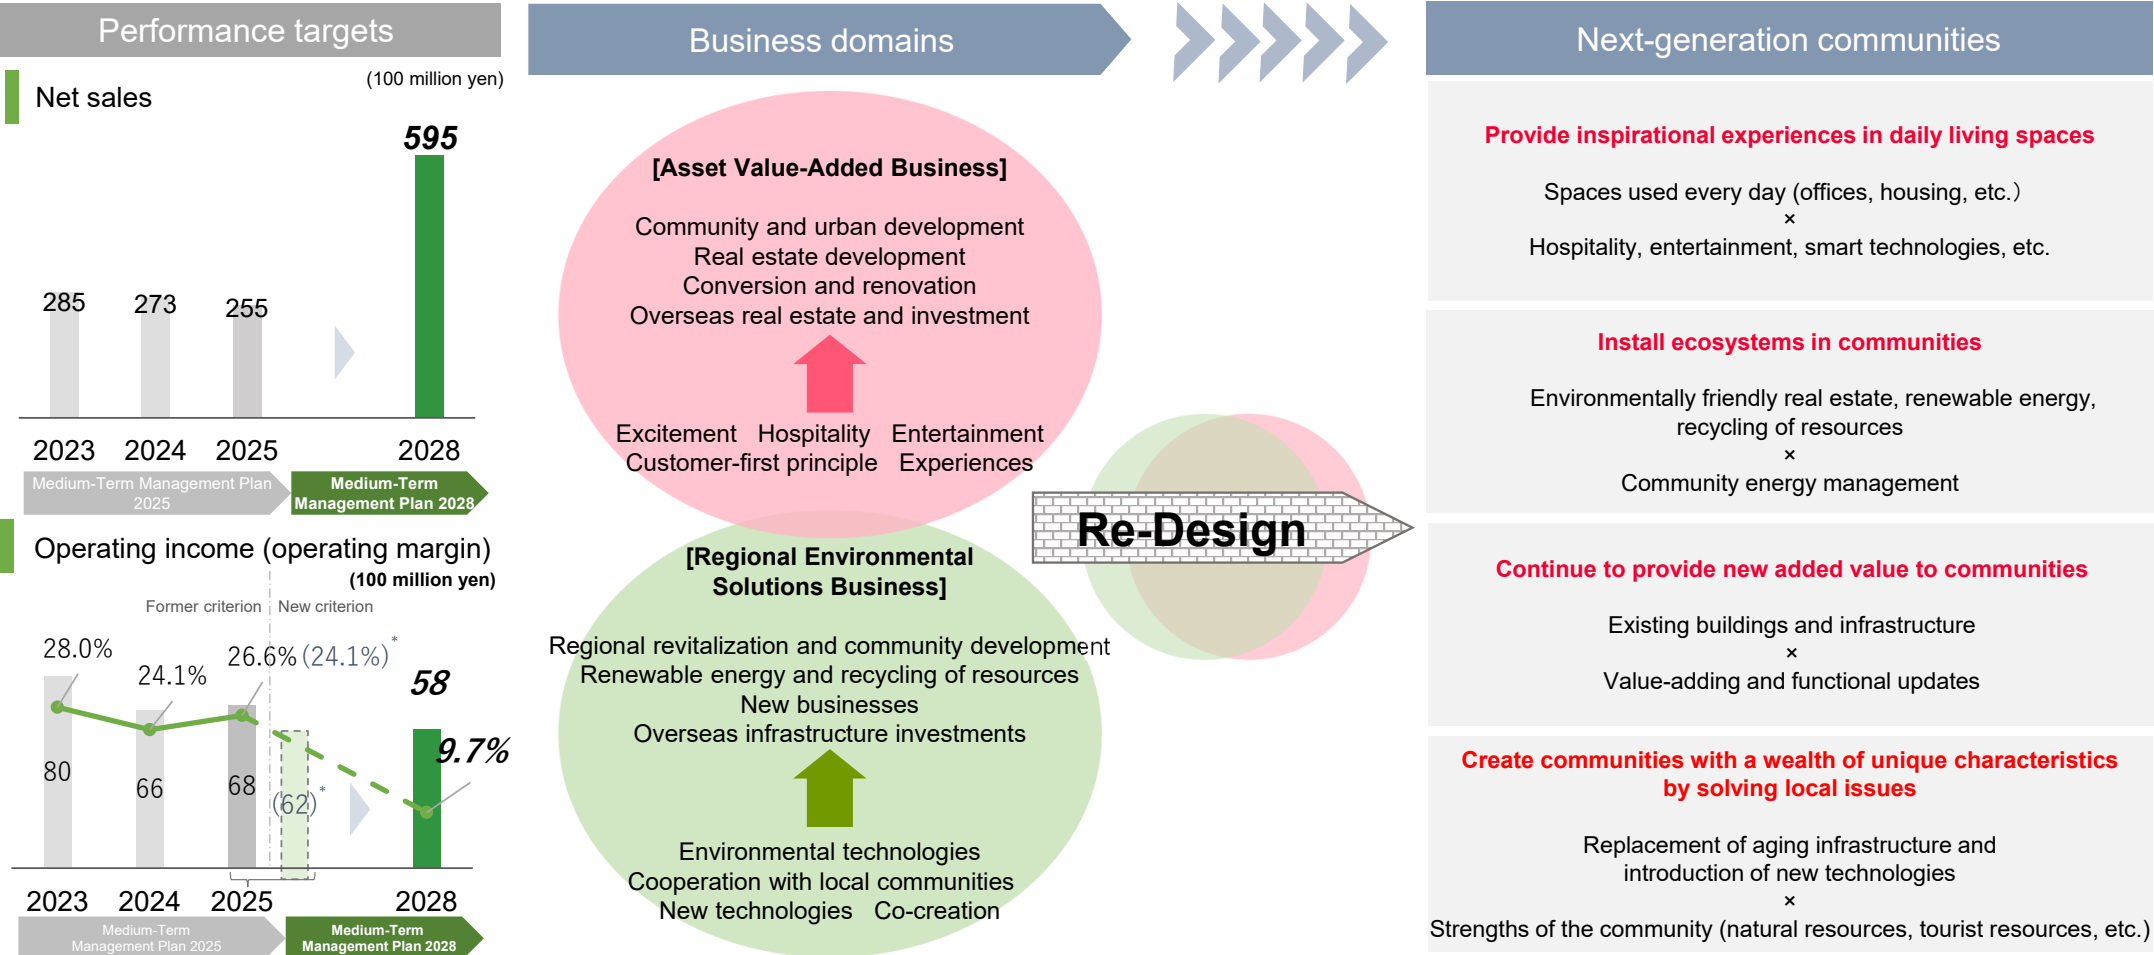 Performance targets
(100 million yen)
Net sales
595
285
273
255
2023
2024
2025
2028
Medium-Term Management Plan
2025
Medium-Term
Management Plan 2028
Operating income (operating margin)
(100 million yen)
Former criterion
New criterion
28.0%
24.1%
26.6% (24.1%)*
58
9.7%
80
66
68
(62)*
2023
2024
2025
2028
Medium-Term
Management Plan 2025
Medium-Term
Management Plan 2028
Business domains
[Asset Value-Added Business]
Community and urban development
Real estate development
Conversion and renovation
Overseas real estate and investment
Excitement Hospitality Entertainment
Customer-first principle Experiences
[Regional Environmental
Solutions Business]
Regional revitalization and community development
Renewable energy and recycling of resources
New businesses
Overseas infrastructure investments
Environmental technologies
Cooperation with local communities
New technologies Co-creation
Re-Design
Next-generation communities
Provide inspirational experiences in daily living spaces
Spaces used every day (offices, housing, etc.)
×
Hospitality, entertainment, smart technologies, etc.
Install ecosystems in communities
Environmentally friendly real estate, renewable energy,
recycling of resources
×
Community energy management
Continue to provide new added value to communities
Existing buildings and infrastructure
×
Value-adding and functional updates
Create communities with a wealth of unique characteristics
by solving local issues
Replacement of aging infrastructure and
introduction of new technologies
×
Strengths of the community (natural resources, tourist resources, etc.)